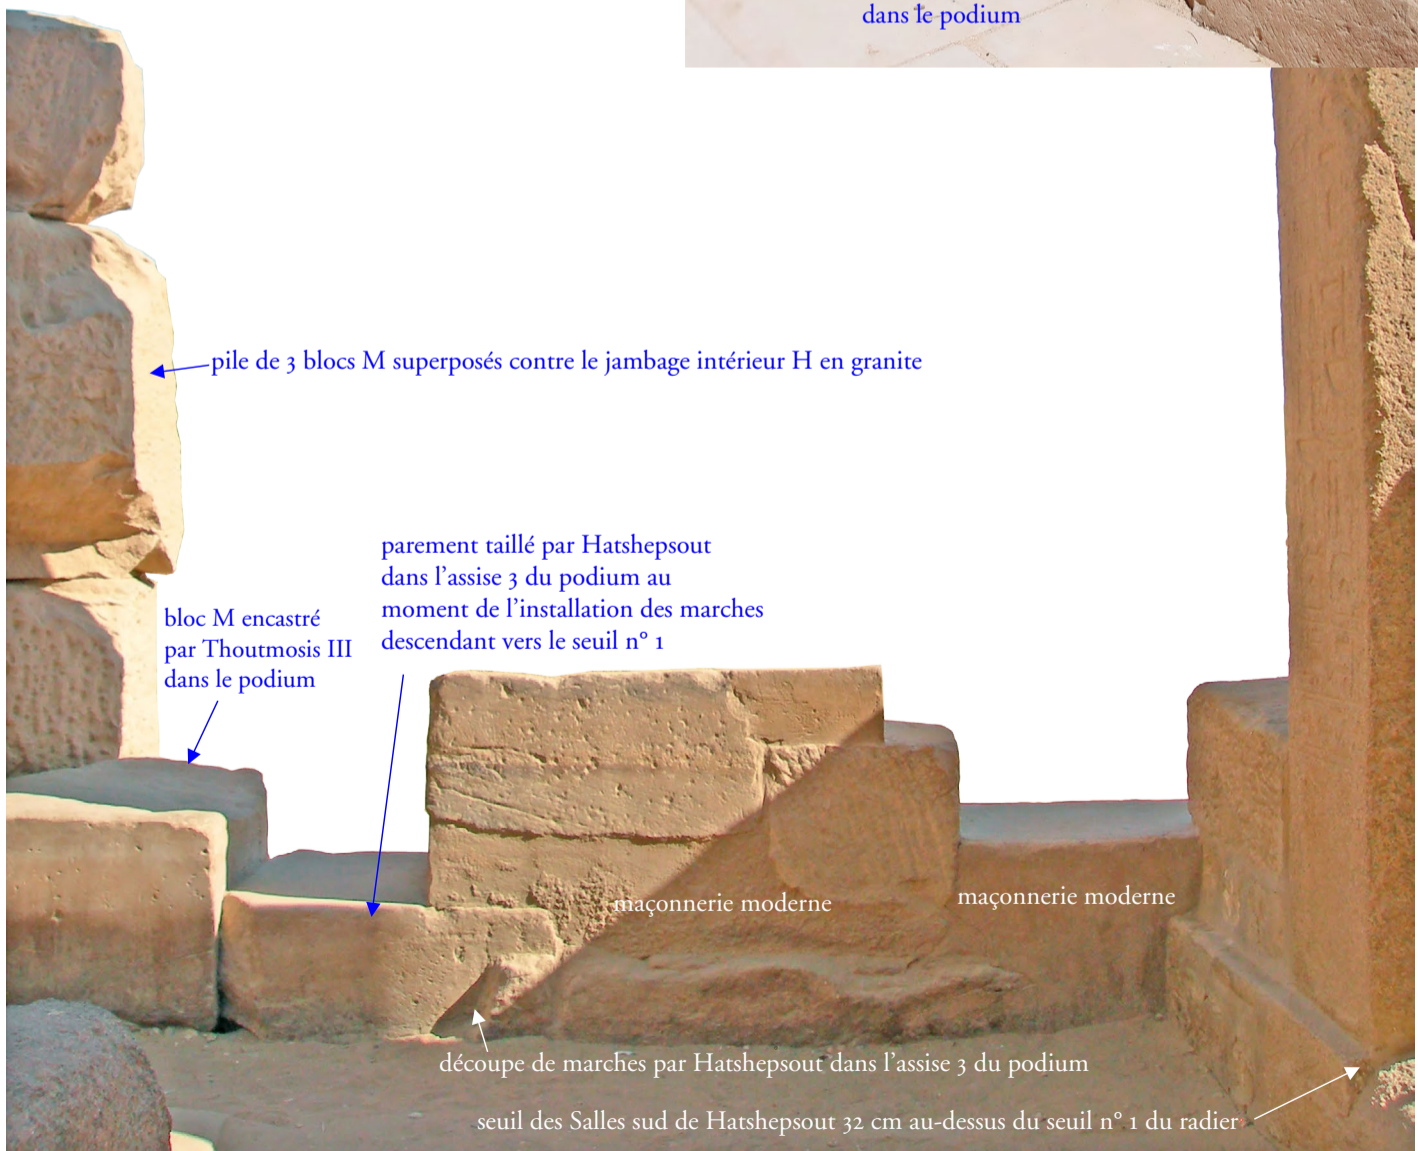 dans le podium
pile de 3 blocs M superposés contre le jambage intérieur H en granite
parement taillé par Hatshepsout
dans l’assise 3 du podium au
moment de l’installation des marches
descendant vers le seuil n° 1
bloc M encastré
par Thoutmosis III
dans le podium
maçonnerie moderne
maçonnerie moderne
découpe de marches par Hatshepsout dans l’assise 3 du podium
seuil des Salles sud de Hatshepsout 32 cm au-dessus du seuil n° 1 du radier